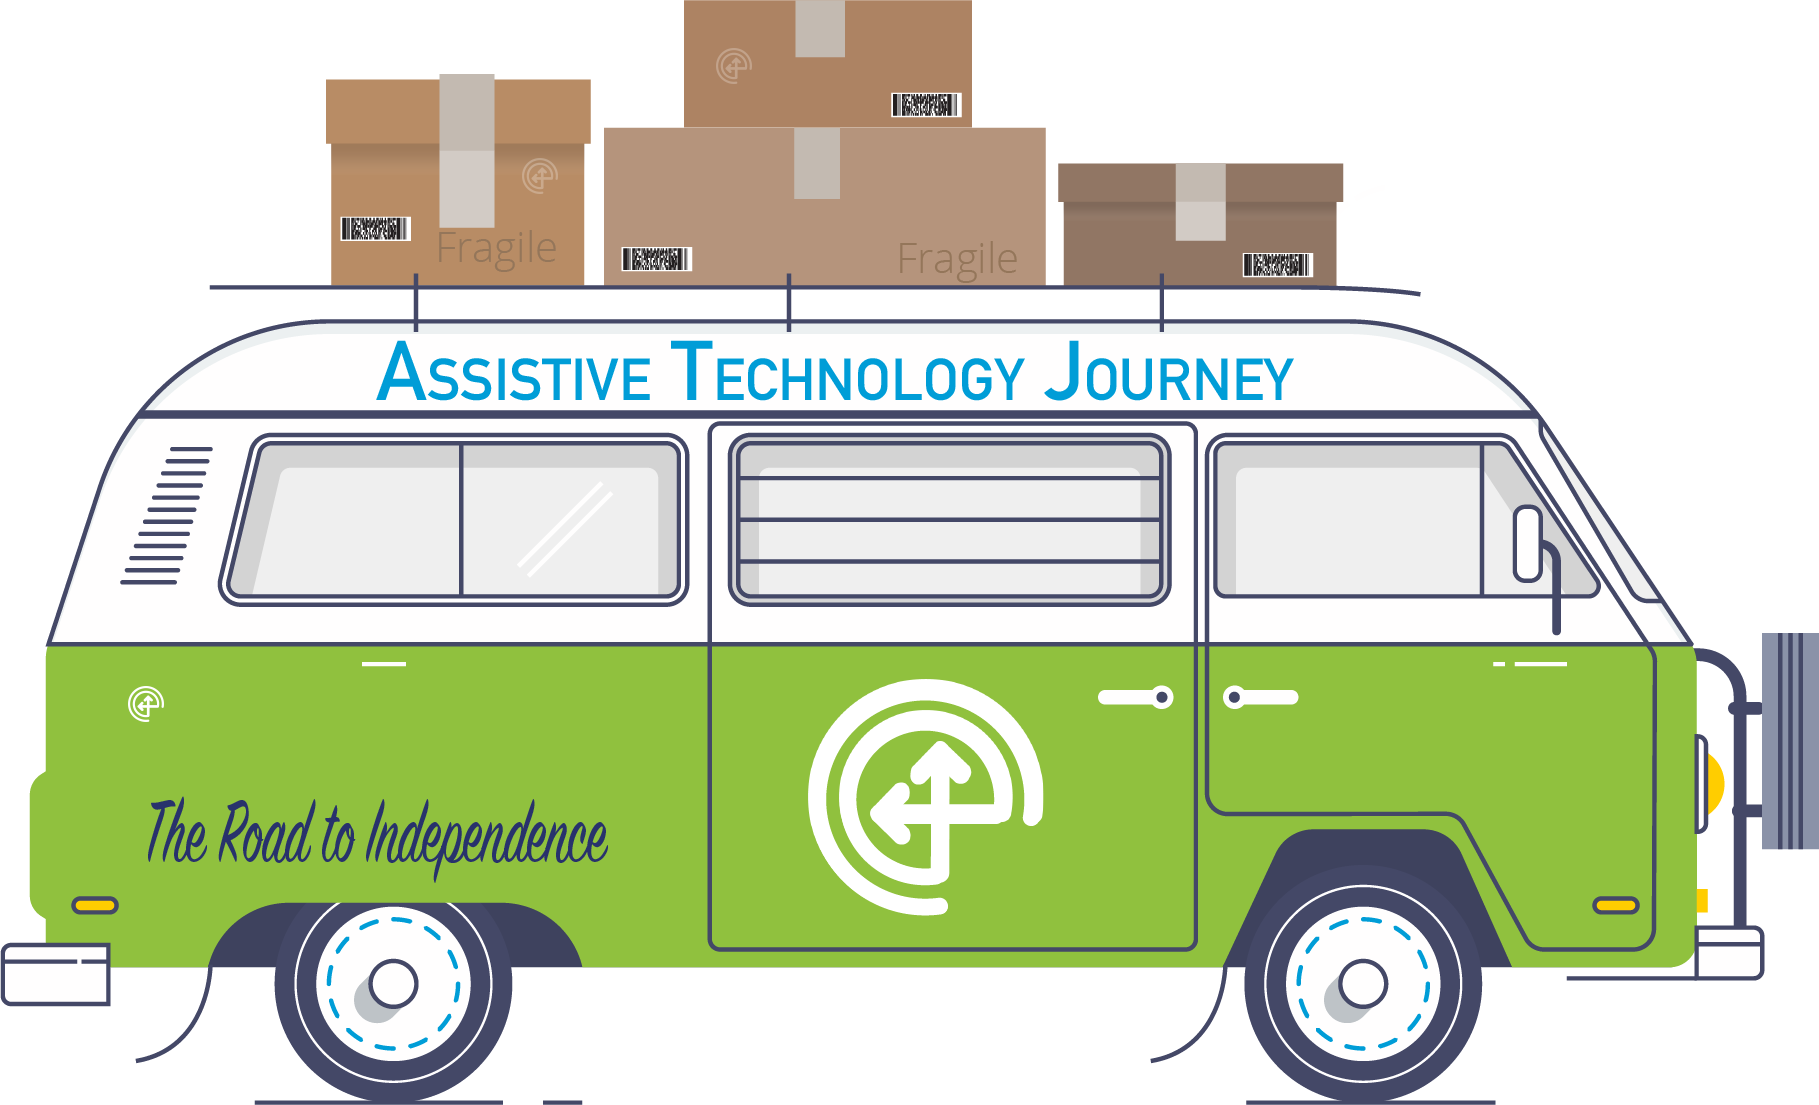 Fragile
Fragile
Assistive Technology Journey
The Road to Independence